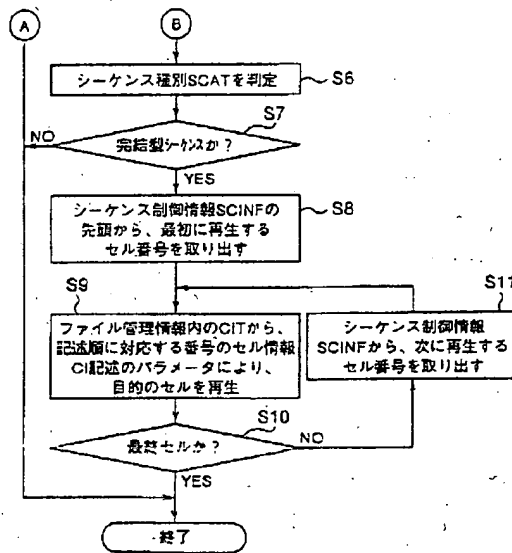 A
B
シーケンス種別SCATを判定
S6
S7
NO
完結型シーケンスか？
YES
シーケンス制御情報SCINFの
先頭から、最初に再生する
セル番号を取り出す
S8
S9
ファイル管理情報内のCITから、
記述順に対応する番号のセル情報
CI記述のパラメータにより、
目的のセルを再生
S11
シーケンス制御情報
SCINFから、次に再生する
セル番号を取り出す
S10
最終セルか？
NO
YES
終了